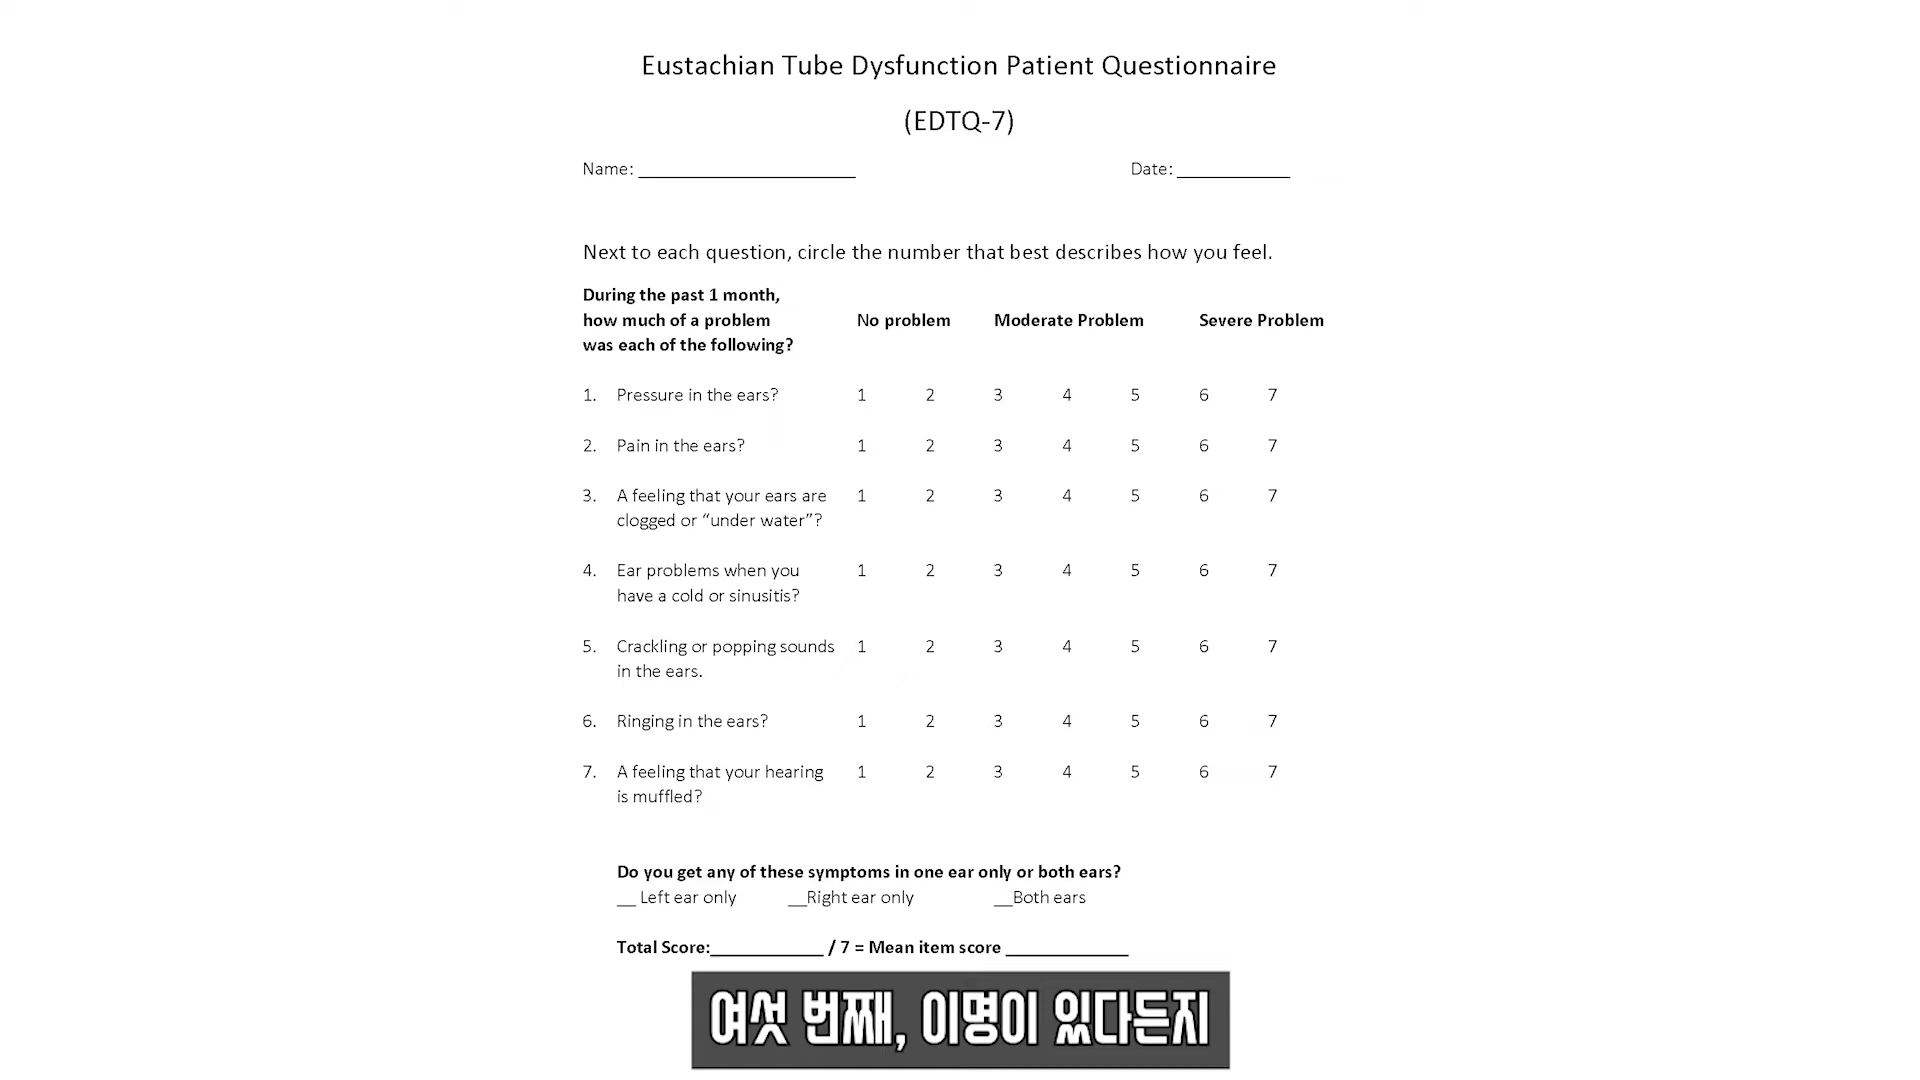 Eustachian Tube Dysfunction Patient Questionnaire
(EDTQ-7)
Name: _______________________ Date: ____________
Next to each question, circle the number that best describes how you feel.
During the past 1 month,
how much of a problem No problem Moderate Problem Severe Problem
was each of the following?
1. Pressure in the ears? 1 2 3 4 5 6 7
2. Pain in the ears? 1 2 3 4 5 6 7
3. A feeling that your ears are 1 2 3 4 5 6 7
clogged or “under water”?
4. Ear problems when you 1 2 3 4 5 6 7
have a cold or sinusitis?
5. Crackling or popping sounds 1 2 3 4 5 6 7
in the ears.
6. Ringing in the ears? 1 2 3 4 5 6 7
7. A feeling that your hearing 1 2 3 4 5 6 7
is muffled?
Do you get any of these symptoms in one ear only or both ears?
__ Left ear only __Right ear only __Both ears
Total Score:____________ / 7 = Mean item score _____________
여섯 번째, 이명이 있다든지